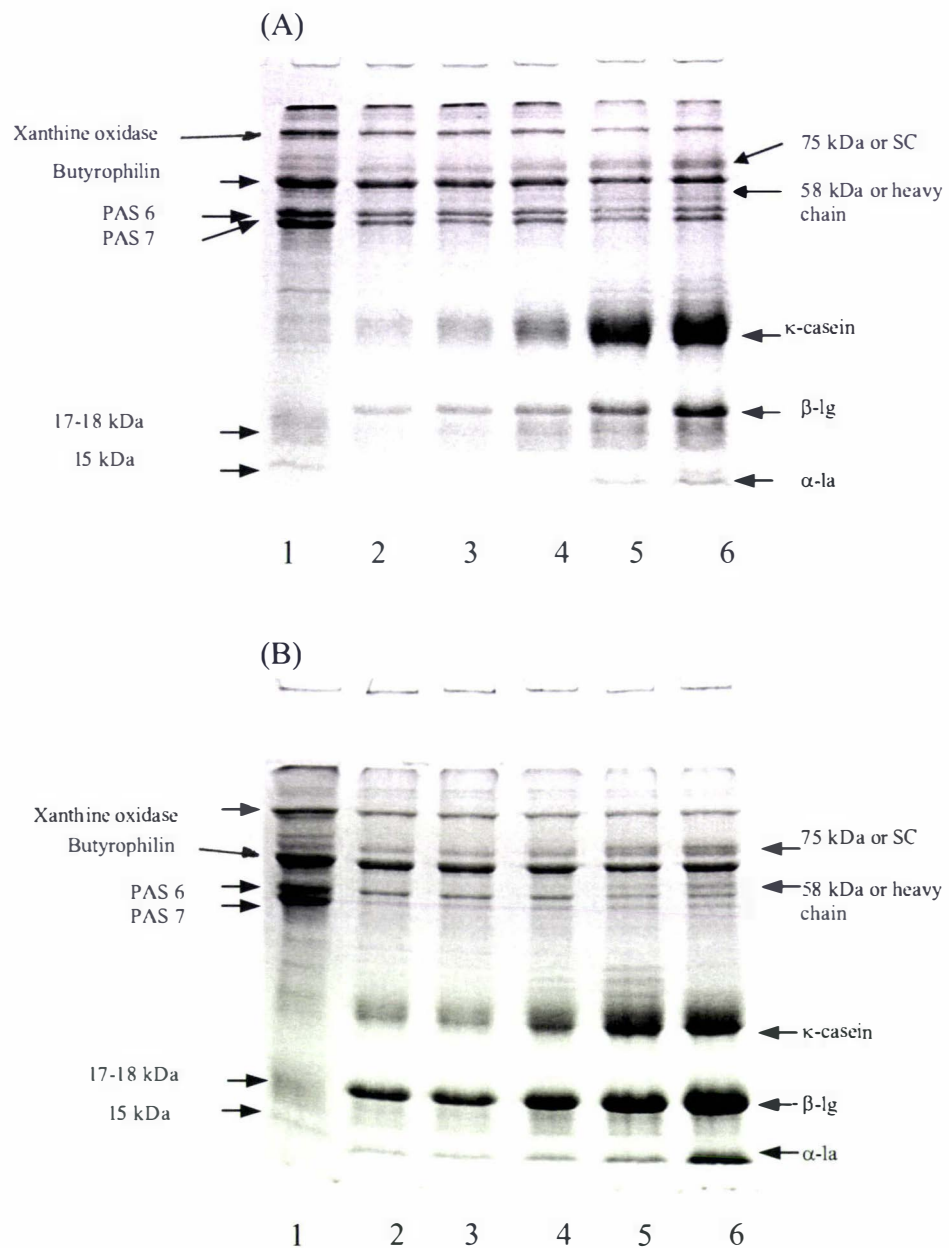 (A)
Xanthine oxidase
Butyrophilin
PAS 6
PAS 7
17-18 kDa
15 kDa
75 kDa or SC
58 kDa or heavy
chain
κ-casein
β-lg
α-la
1 2 3 4 5 6
(B)
Xanthine oxidase
Butyrophilin
PAS 6
PAS 7
17-18 kDa
15 kDa
75 kDa or SC
58 kDa or heavy
chain
κ-casein
β-lg
α-la
1 2 3 4 5 6